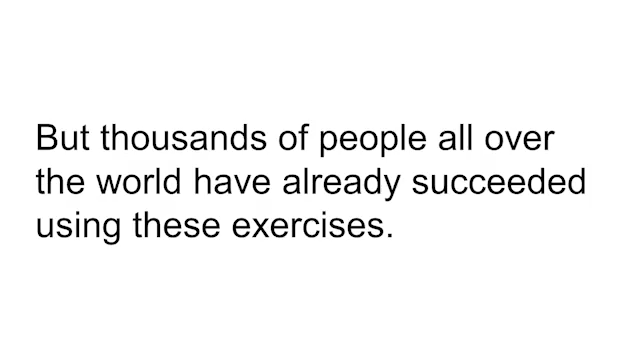 But thousands of people all over
the world have already succeeded
using these exercises.